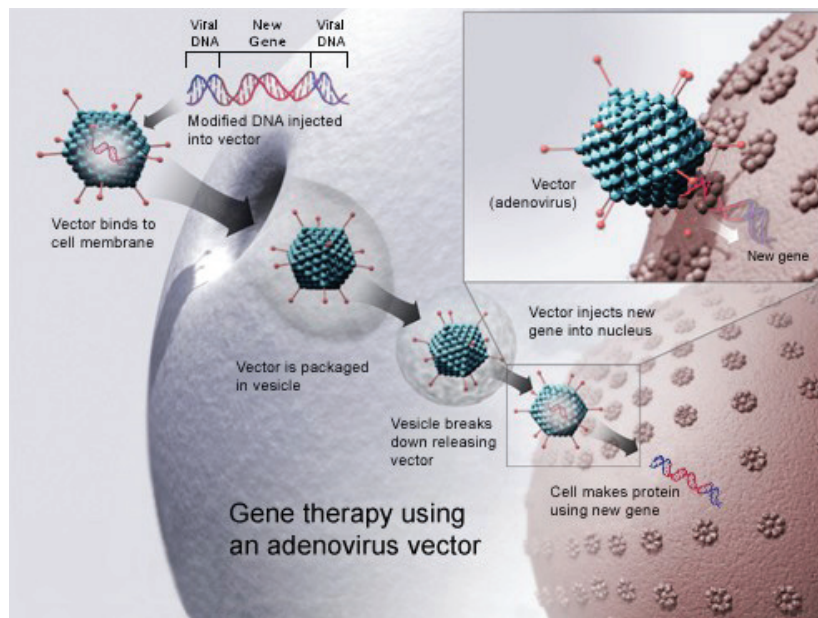 Viral DNA
New Gene
Viral DNA
Modified DNA injected
into vector
Vector binds to
cell membrane
Vector
(adenovirus)
New gene
Vector injects new
gene into nucleus
Vector is packaged
in vesicle
Vesicle breaks
down releasing
vector
Cell makes protein
using new gene
Gene therapy using
an adenovirus vector